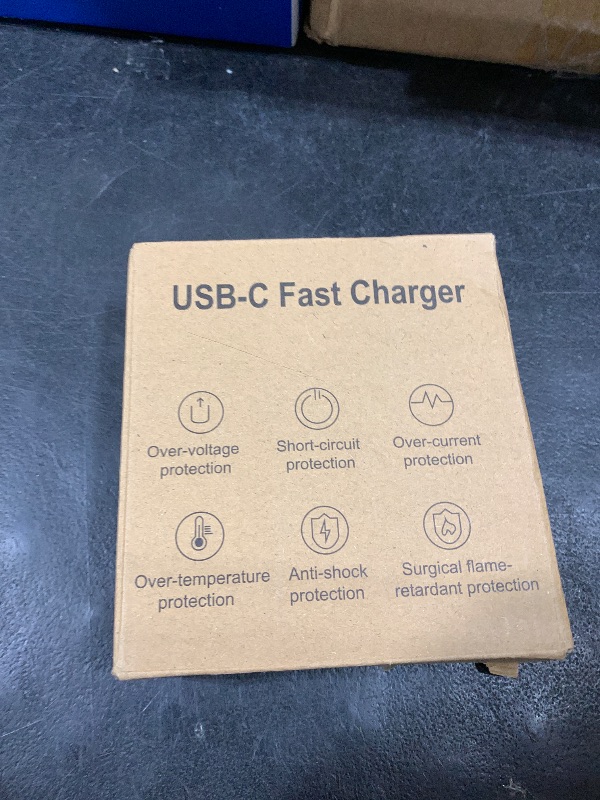 USB-C Fast Charger
Over-voltage
protection
Short-circuit
protection
Over-current
protection
Over-temperature
protection
Anti-shock
protection
Surgical flame-
retardant protection